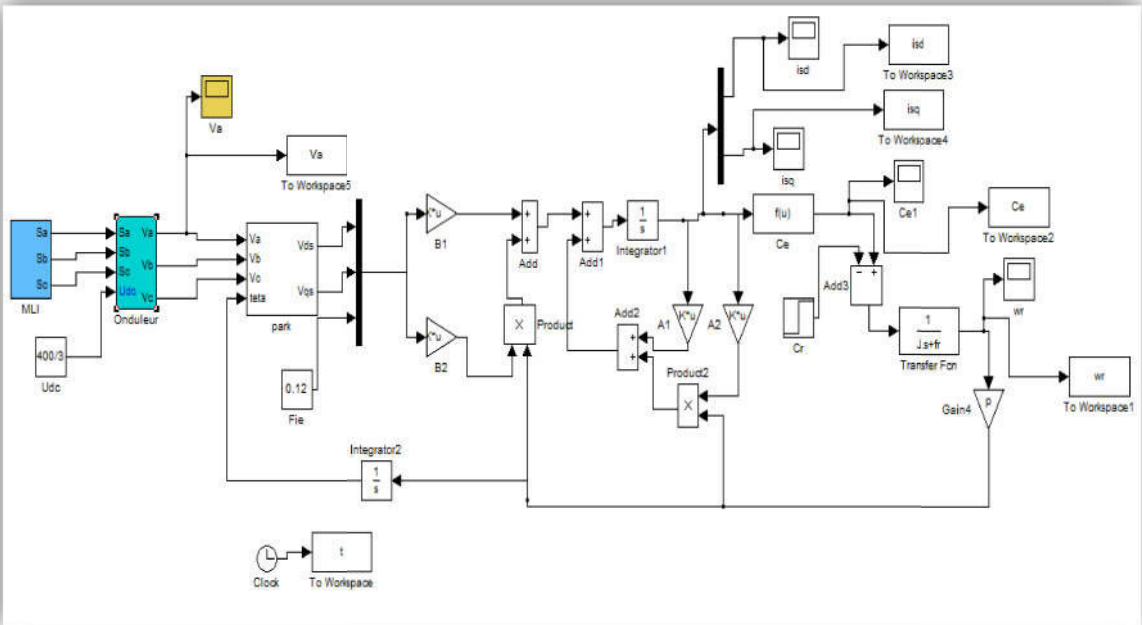 isd
isd
To Workspace3
isq
To Workspace4
isq
Va
Va
To Workspace5
Sa
Sb
Sc
MLI
Sa
Sb
Sc
Udc
Va
Vb
Vc
Onduleur
Va
Vb
Vc
teta
Vds
Vqs
park
400/3
Udc
0.12
Fie
K*u
B1
K*u
B2
+
+
Add
+
+
Add1
X
Product
1
s
Integrator1
Add2
+
+
K*u
A1
K*u
A2
Product2
X
f(u)
Ce
Ce1
Ce
To Workspace2
Add3
- +
Cr
1
J.s+fr
Transfer Fcn
wr
wr
To Workspace1
Gain4
p
Integrator2
1
s
Clock
t
To Workspace